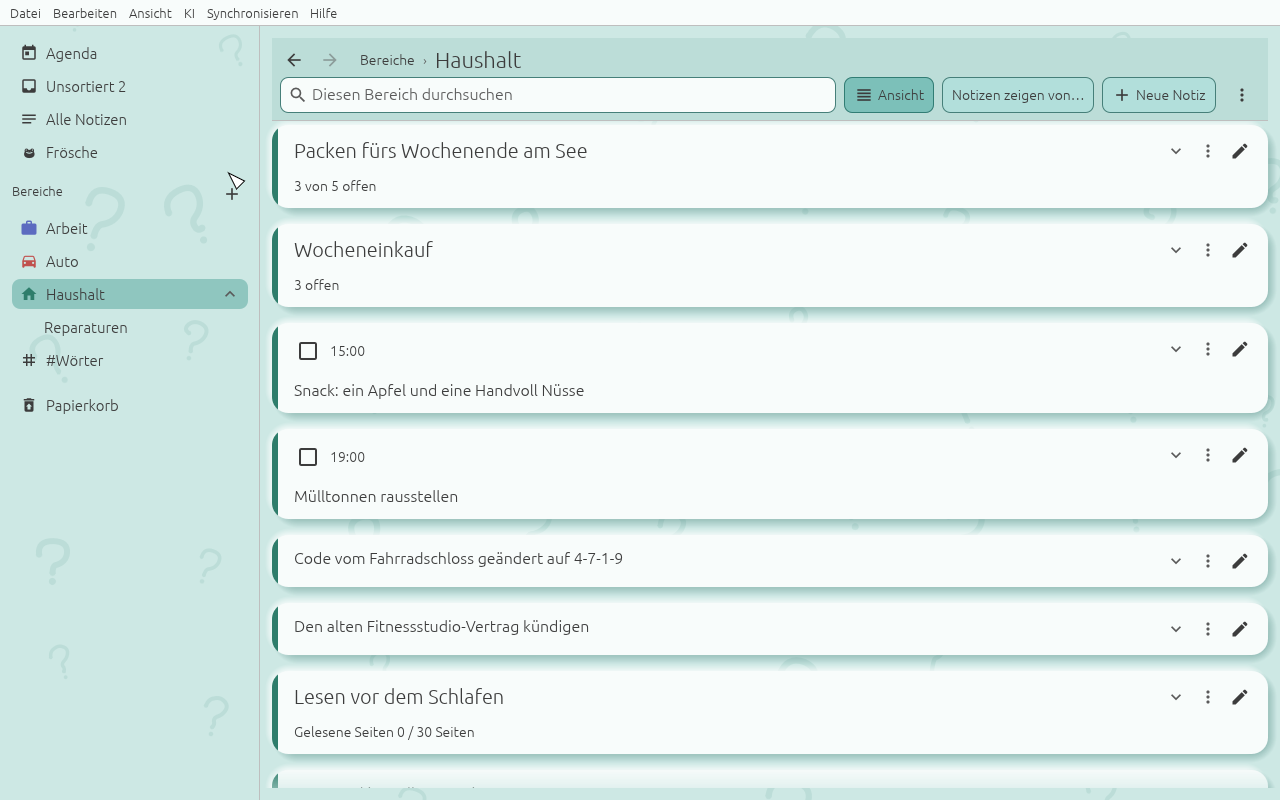 Datei Bearbeiten Ansicht KI Synchronisieren Hilfe
Agenda
Unsortiert 2
Alle Notizen
Frösche
Bereiche
Arbeit
Auto
Haushalt
Reparaturen
#Wörter
Papierkorb
Bereiche › Haushalt
Diesen Bereich durchsuchen
Ansicht
Notizen zeigen von…
Neue Notiz
Packen fürs Wochenende am See
3 von 5 offen
Wocheneinkauf
3 offen
15:00
Snack: ein Apfel und eine Handvoll Nüsse
19:00
Mülltonnen rausstellen
Code vom Fahrradschloss geändert auf 4-7-1-9
Den alten Fitnessstudio-Vertrag kündigen
Lesen vor dem Schlafen
Gelesene Seiten 0 / 30 Seiten